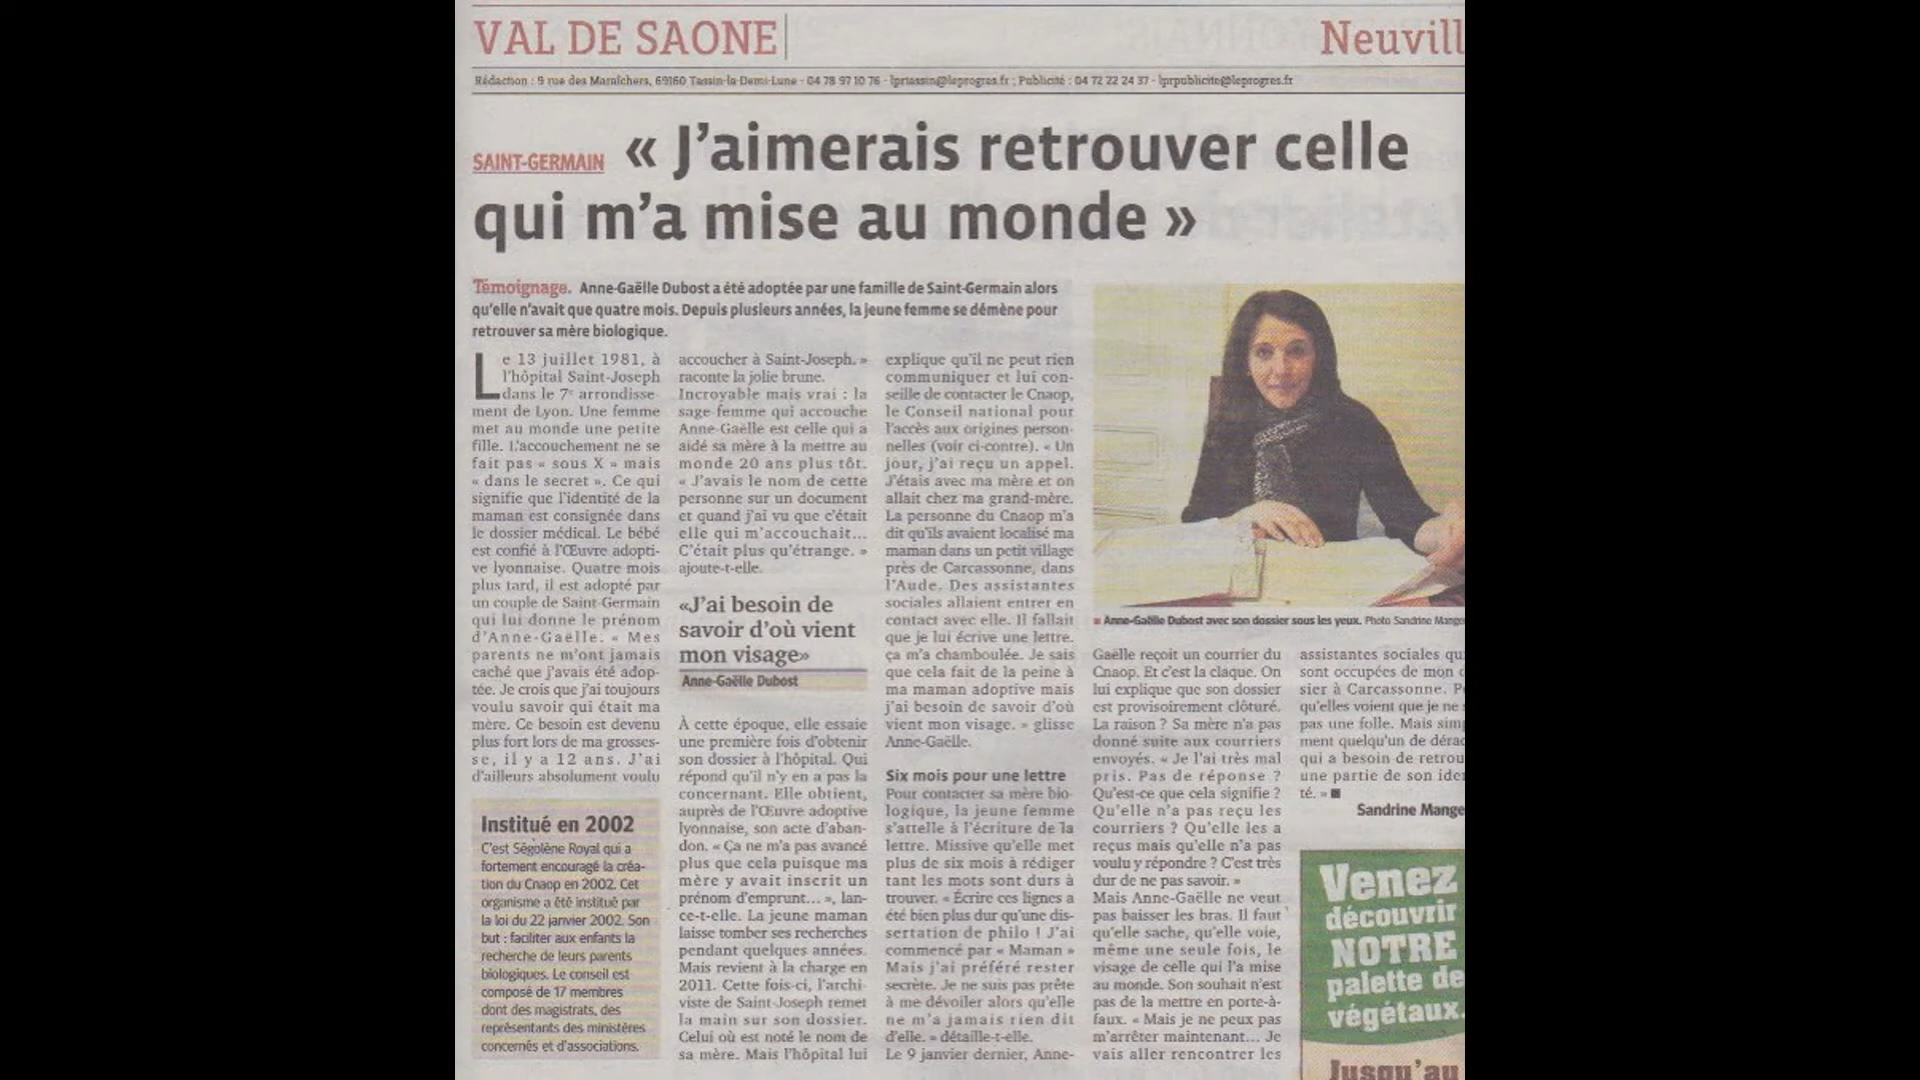 VAL DE SAONE
Neuvill
Rédaction : 9 rue des Maraîchers, 69160 Tassin-la-Demi-Lune - 04 78 97 10 76 - lprtassin@leprogres.fr ; Publicité : 04 72 22 24 37 - lprpublicite@leprogres.fr
SAINT-GERMAIN « J’aimerais retrouver celle
qui m’a mise au monde »
Témoignage. Anne-Gaëlle Dubost a été adoptée par une famille de Saint-Germain alors
qu’elle n’avait que quatre mois. Depuis plusieurs années, la jeune femme se démène pour
retrouver sa mère biologique.
Le 13 juillet 1981, à
l’hôpital Saint-Joseph
dans le 7e arrondisse-
ment de Lyon. Une femme
met au monde une petite
fille. L’accouchement ne se
fait pas « sous X » mais
« dans le secret ». Ce qui
signifie que l’identité de la
maman est consignée dans
le dossier médical. Le bébé
est confié à l’Œuvre adopti-
ve lyonnaise. Quatre mois
plus tard, il est adopté par
un couple de Saint-Germain
qui lui donne le prénom
d’Anne-Gaëlle. « Mes
parents ne m’ont jamais
caché que j’avais été adop-
tée. Je crois que j’ai toujours
voulu savoir qui était ma
mère. Ce besoin est devenu
plus fort lors de ma grosses-
se, il y a 12 ans. J’ai
d’ailleurs absolument voulu
Institué en 2002
C’est Ségolène Royal qui a
fortement encouragé la créa-
tion du Cnaop en 2002. Cet
organisme a été institué par
la loi du 22 janvier 2002. Son
but : faciliter aux enfants la
recherche de leurs parents
biologiques. Le conseil est
composé de 17 membres
dont des magistrats, des
représentants des ministères
concernés et d’associations.
accoucher à Saint-Joseph. »
raconte la jolie brune.
Incroyable mais vrai : la
sage-femme qui accouche
Anne-Gaëlle est celle qui a
aidé sa mère à la mettre au
monde 20 ans plus tôt.
« J’avais le nom de cette
personne sur un document
et quand j’ai vu que c’était
elle qui m’accouchait…
C’était plus qu’étrange. »
ajoute-t-elle.
«J’ai besoin de
savoir d’où vient
mon visage»
Anne-Gaëlle Dubost
À cette époque, elle essaie
une première fois d’obtenir
son dossier à l’hôpital. Qui
répond qu’il n’y en a pas la
concernant. Elle obtient,
auprès de l’Œuvre adoptive
lyonnaise, son acte d’aban-
don. « Ça ne m’a pas avancé
plus que cela puisque ma
mère y avait inscrit un
prénom d’emprunt… », lan-
ce-t-elle. La jeune maman
laisse tomber ses recherches
pendant quelques années.
Mais revient à la charge en
2011. Cette fois-ci, l’archi-
viste de Saint-Joseph remet
la main sur son dossier.
Celui où est noté le nom de
sa mère. Mais l’hôpital lui
explique qu’il ne peut rien
communiquer et lui con-
seille de contacter le Cnaop,
le Conseil national pour
l’accès aux origines person-
nelles (voir ci-contre). « Un
jour, j’ai reçu un appel.
J’étais avec ma mère et on
allait chez ma grand-mère.
La personne du Cnaop m’a
dit qu’ils avaient localisé ma
maman dans un petit village
près de Carcassonne, dans
l’Aude. Des assistantes
sociales allaient entrer en
contact avec elle. Il fallait
que je lui écrive une lettre.
ça m’a chamboulée. Je sais
que cela fait de la peine à
ma maman adoptive mais
j’ai besoin de savoir d’où
vient mon visage. » glisse
Anne-Gaëlle.
Six mois pour une lettre
Pour contacter sa mère bio-
logique, la jeune femme
s’attelle à l’écriture de la
lettre. Missive qu’elle met
plus de six mois à rédiger
tant les mots sont durs à
trouver. « Écrire ces lignes a
été bien plus dur qu’une dis-
sertation de philo ! J’ai
commencé par « Maman »
Mais j’ai préféré rester
secrète. Je ne suis pas prête
à me dévoiler alors qu’elle
ne m’a jamais rien dit
d’elle. » détaille-t-elle.
Le 9 janvier dernier, Anne-
Anne-Gaëlle Dubost avec son dossier sous les yeux. Photo Sandrine Mange
Gaëlle reçoit un courrier du
Cnaop. Et c’est la claque. On
lui explique que son dossier
est provisoirement clôturé.
La raison ? Sa mère n’a pas
donné suite aux courriers
envoyés. « Je l’ai très mal
pris. Pas de réponse ?
Qu’est-ce que cela signifie ?
Qu’elle n’a pas reçu les
courriers ? Qu’elle les a
reçus mais qu’elle n’a pas
voulu y répondre ? C’est très
dur de ne pas savoir. »
Mais Anne-Gaëlle ne veut
pas baisser les bras. Il faut
qu’elle sache, qu’elle voie,
même une seule fois, le
visage de celle qui l’a mise
au monde. Son souhait n’est
pas de la mettre en porte-à-
faux. « Mais je ne peux pas
m’arrêter maintenant… Je
vais aller rencontrer les
assistantes sociales qu
sont occupées de mon
sier à Carcassonne. P
qu’elles voient que je ne
pas une folle. Mais sim
ment quelqu’un de dérac
qui a besoin de retrou
une partie de son ide
té. » ■
Sandrine Mange
Venez
découvrir
NOTRE
palette de
végétaux.
Jusqu’au